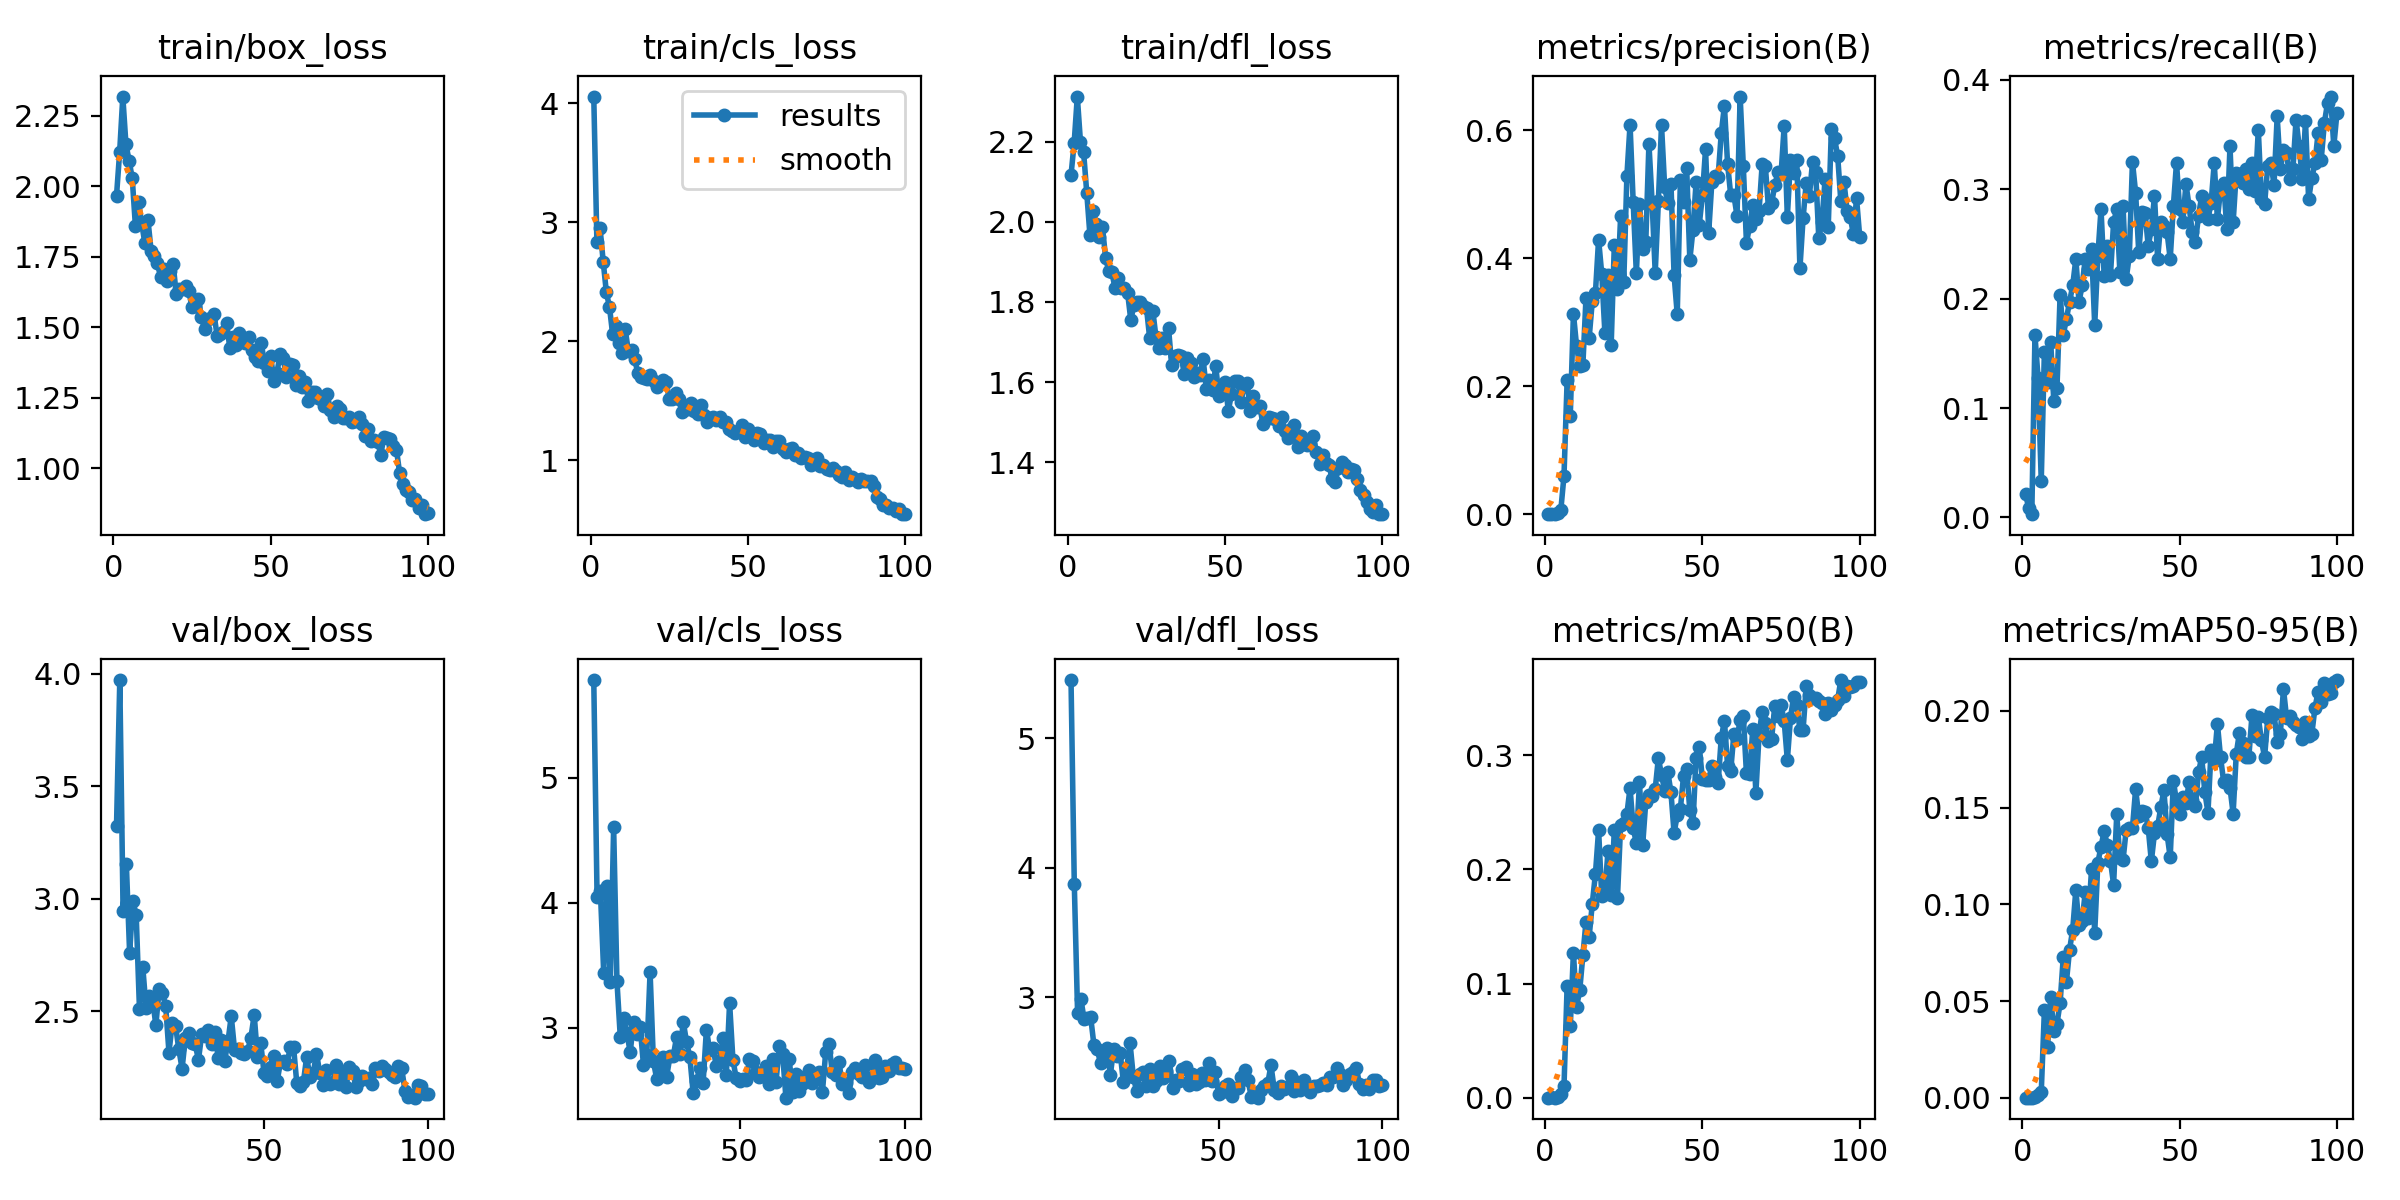 train/box_loss
2.25
2.00
1.75
1.50
1.25
1.00
0 50 100
train/cls_loss
results
smooth
4
3
2
1
0 50 100
train/dfl_loss
2.2
2.0
1.8
1.6
1.4
0 50 100
metrics/precision(B)
0.6
0.4
0.2
0.0
0 50 100
metrics/recall(B)
0.4
0.3
0.2
0.1
0.0
0 50 100
val/box_loss
4.0
3.5
3.0
2.5
50 100
val/cls_loss
5
4
3
50 100
val/dfl_loss
5
4
3
50 100
metrics/mAP50(B)
0.3
0.2
0.1
0.0
0 50 100
metrics/mAP50-95(B)
0.20
0.15
0.10
0.05
0.00
0 50 100